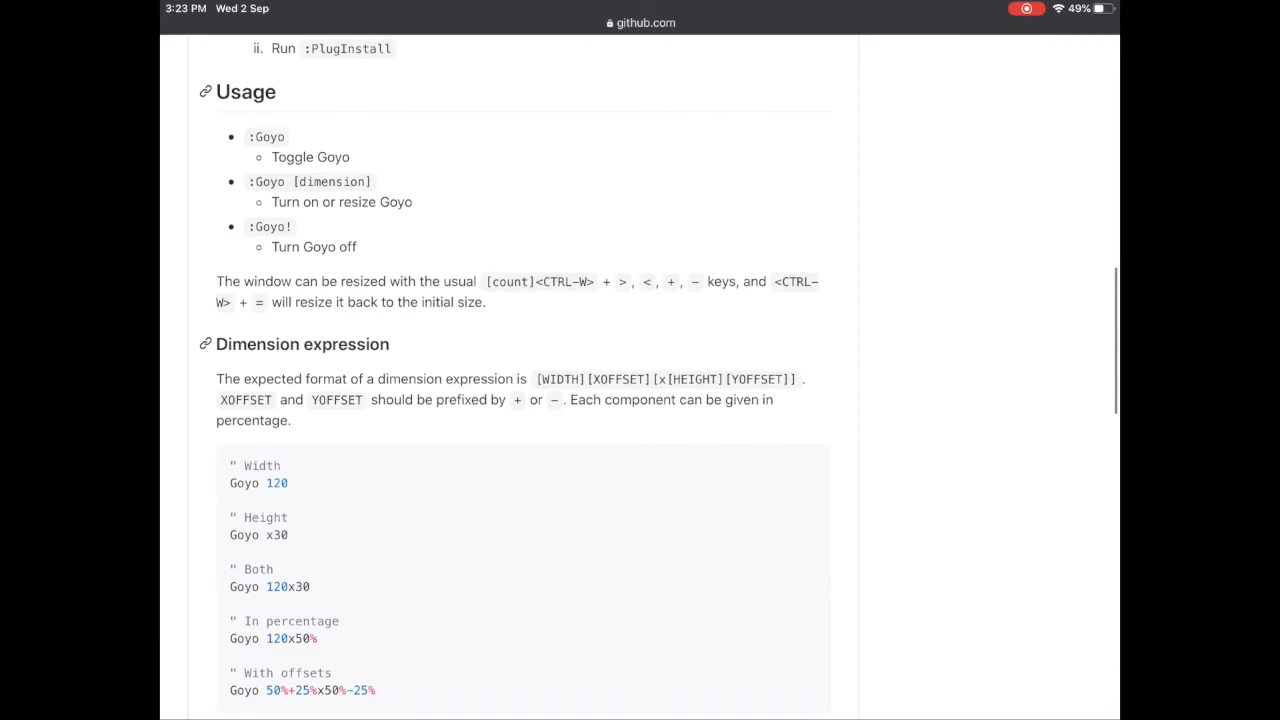 3:23 PM Wed 2 Sep
49%
github.com
ii. Run :PlugInstall
Usage
• :Goyo
◦ Toggle Goyo
• :Goyo [dimension]
◦ Turn on or resize Goyo
• :Goyo!
◦ Turn Goyo off
The window can be resized with the usual [count]<CTRL-W> + >, <, +, - keys, and <CTRL-
W> + = will resize it back to the initial size.
Dimension expression
The expected format of a dimension expression is [WIDTH][XOFFSET][x[HEIGHT][YOFFSET]].
XOFFSET and YOFFSET should be prefixed by + or -. Each component can be given in
percentage.
" Width
Goyo 120
" Height
Goyo x30
" Both
Goyo 120x30
" In percentage
Goyo 120x50%
" With offsets
Goyo 50%+25%x50%-25%